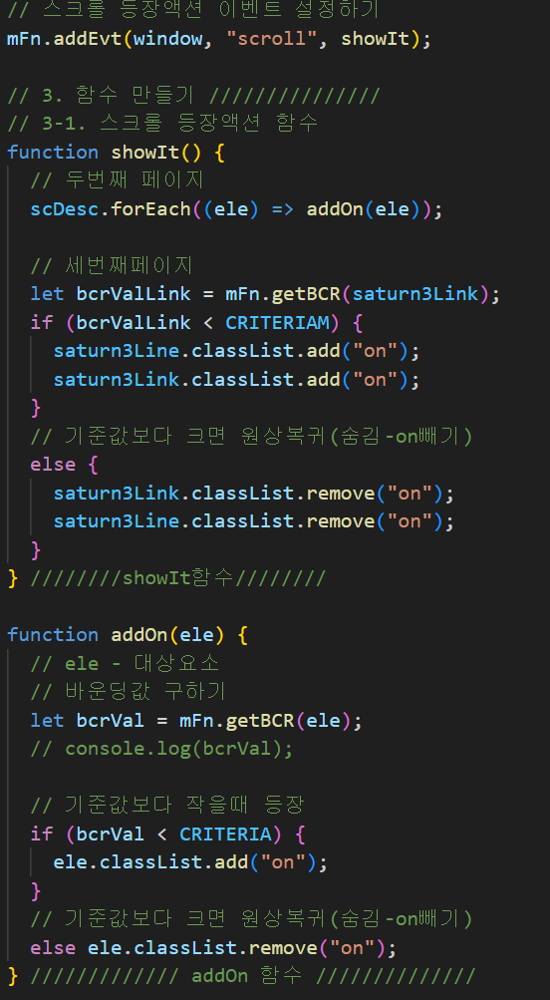 // 스크롤 등장액션 이벤트 설정하기
mFn.addEvt(window, "scroll", showIt);
// 3. 함수 만들기 ///////////////
// 3-1. 스크롤 등장액션 함수
function showIt() {
// 두번째 페이지
scDesc.forEach((ele) => addOn(ele));
// 세번째페이지
let bcrValLink = mFn.getBCR(saturn3Link);
if (bcrValLink < CRITERIAM) {
saturn3Line.classList.add("on");
saturn3Link.classList.add("on");
}
// 기준값보다 크면 원상복귀(숨김-on빼기)
else {
saturn3Link.classList.remove("on");
saturn3Line.classList.remove("on");
}
} ////////showIt함수////////
function addOn(ele) {
// ele - 대상요소
// 바운딩값 구하기
let bcrVal = mFn.getBCR(ele);
// console.log(bcrVal);
// 기준값보다 작을때 등장
if (bcrVal < CRITERIA) {
ele.classList.add("on");
}
// 기준값보다 크면 원상복귀(숨김-on빼기)
else ele.classList.remove("on");
} ///////////// addOn 함수 //////////////